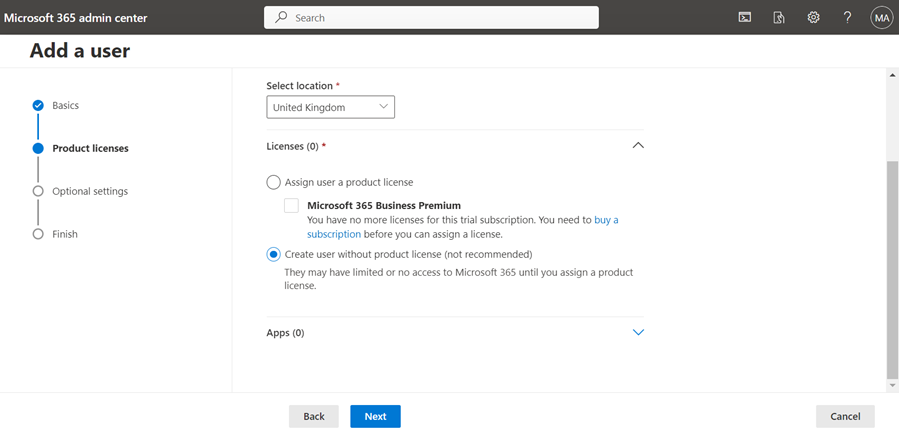 Microsoft 365 admin center
Search
?
MA
Add a user
Basics
Product licenses
Optional settings
Finish
Select location *
United Kingdom
Licenses (0) *
Assign user a product license
Microsoft 365 Business Premium
You have no more licenses for this trial subscription. You need to buy a
subscription before you can assign a license.
Create user without product license (not recommended)
They may have limited or no access to Microsoft 365 until you assign a product
license.
Apps (0)
Back
Next
Cancel